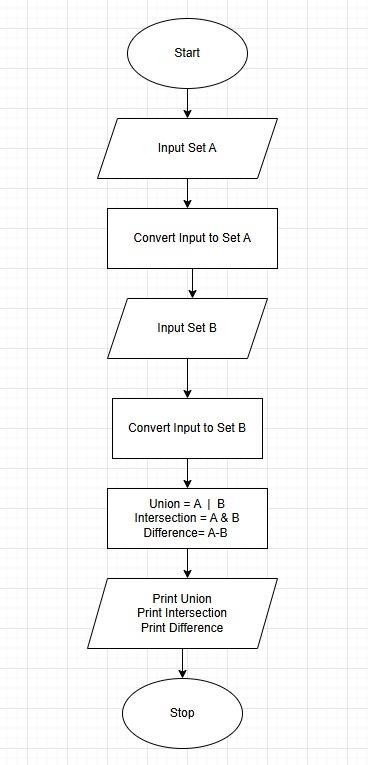 Start
Input Set A
Convert Input to Set A
Input Set B
Convert Input to Set B
Union = A | B
Intersection = A & B
Difference= A-B
Print Union
Print Intersection
Print Difference
Stop